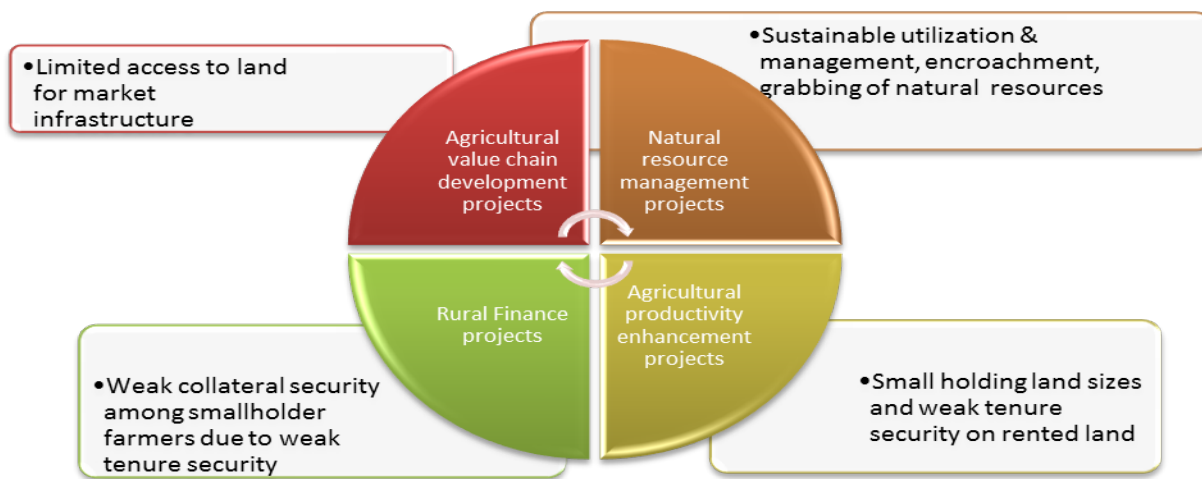 •Limited access to land
for market
infrastructure
•Sustainable utilization &
management, encroachment,
grabbing of natural resources
Agricultural
value chain
development
projects
Natural
resource
management
projects
Rural Finance
projects
Agricultural
productivity
enhancement
projects
•Weak collateral security
among smallholder
farmers due to weak
tenure security
•Small holding land sizes
and weak tenure
security on rented land